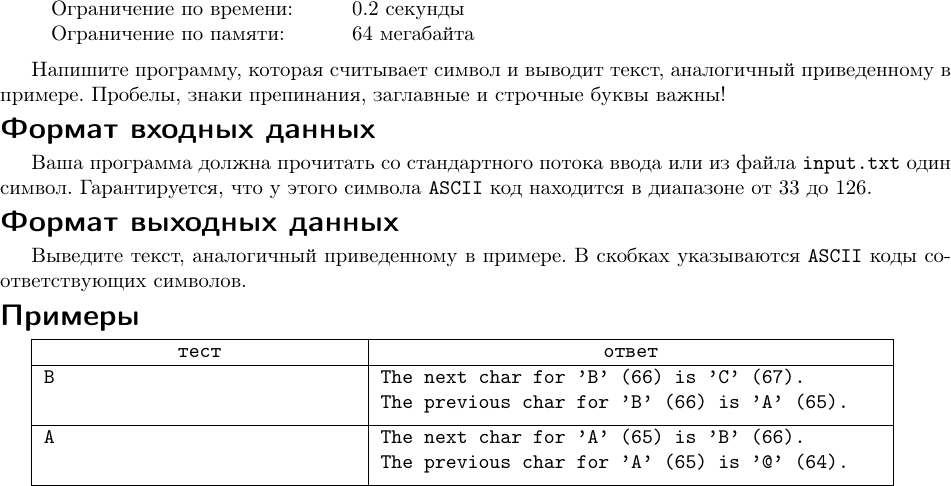 Ограничение по времени: 0.2 секунды
Ограничение по памяти: 64 мегабайта
Напишите программу, которая считывает символ и выводит текст, аналогичный приведенному в
примере. Пробелы, знаки препинания, заглавные и строчные буквы важны!
Формат входных данных
Ваша программа должна прочитать со стандартного потока ввода или из файла input.txt один
символ. Гарантируется, что у этого символа ASCII код находится в диапазоне от 33 до 126.
Формат выходных данных
Выведите текст, аналогичный приведенному в примере. В скобках указываются ASCII коды со-
ответствующих символов.
Примеры
тест ответ
B The next char for ’B’ (66) is ’C’ (67).
The previous char for ’B’ (66) is ’A’ (65).
A The next char for ’A’ (65) is ’B’ (66).
The previous char for ’A’ (65) is ’@’ (64).